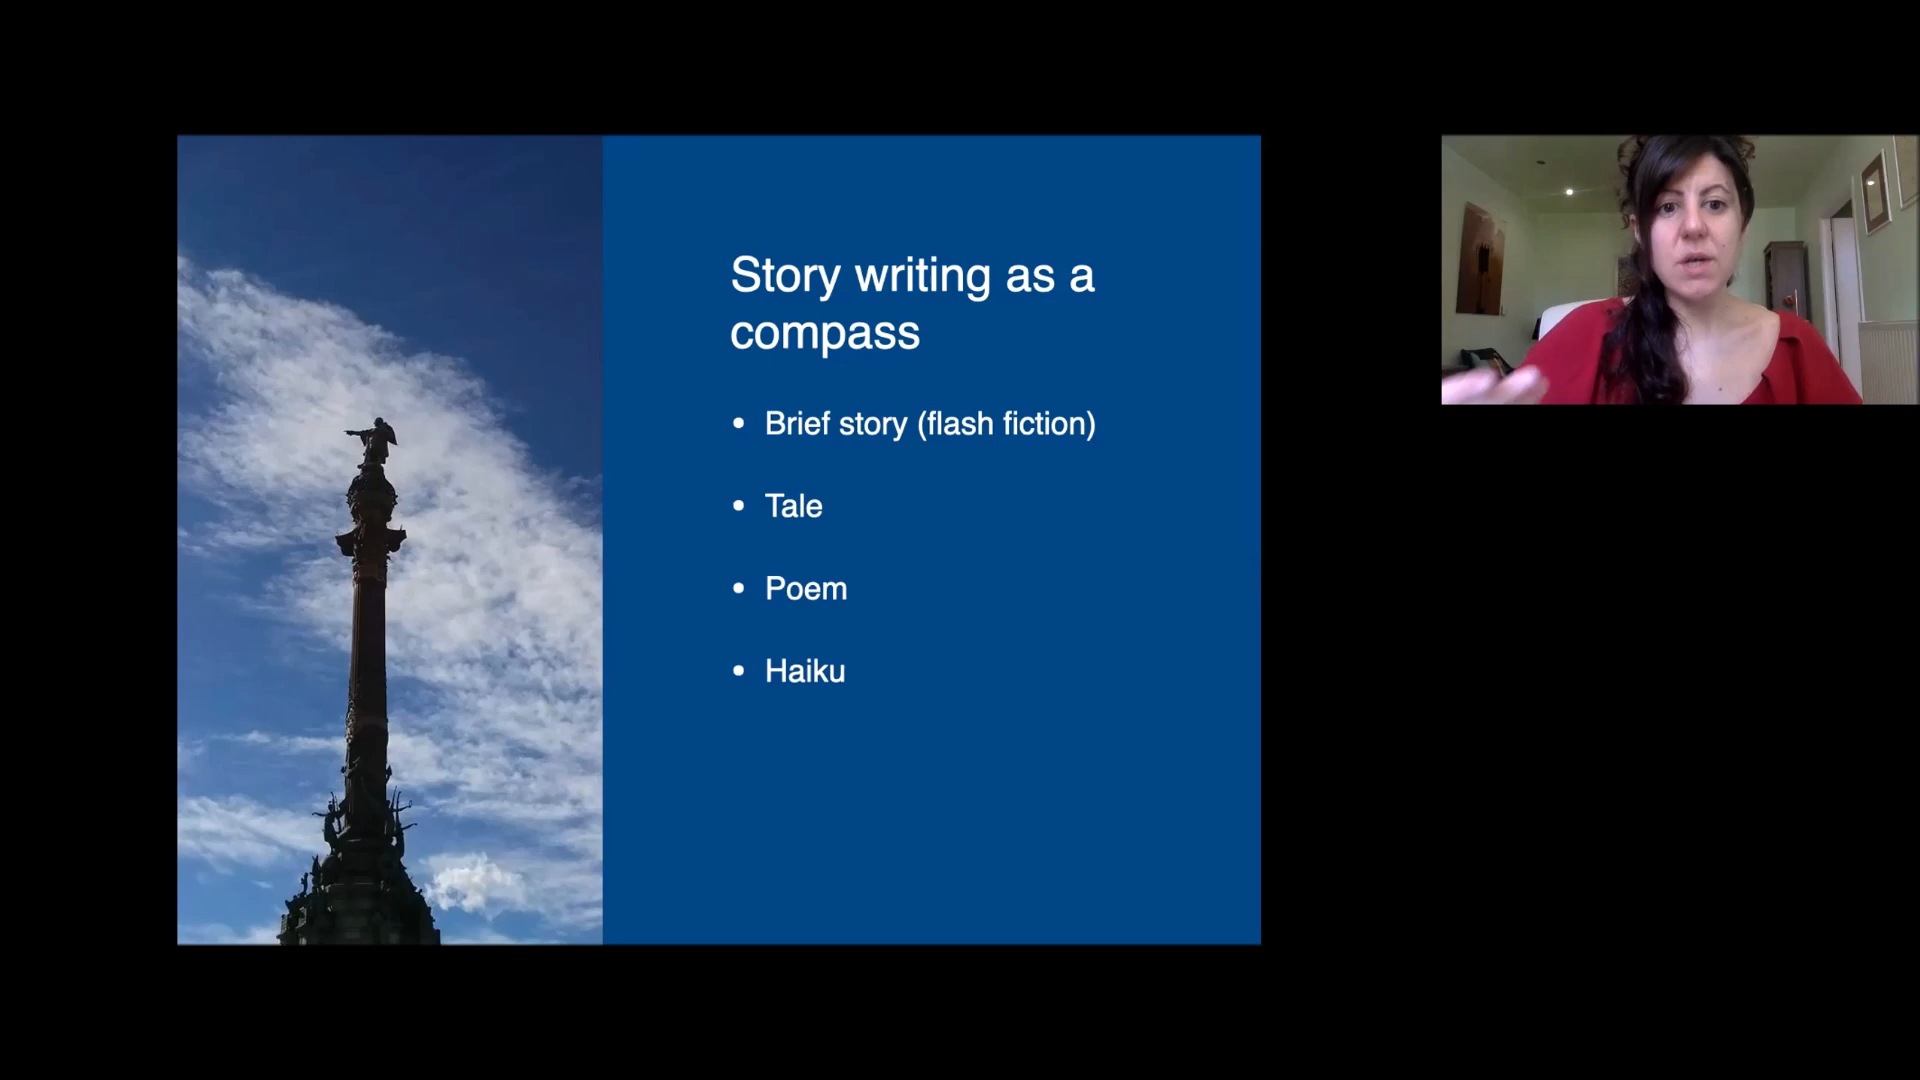 Story writing as a
compass
• Brief story (flash fiction)
• Tale
• Poem
• Haiku